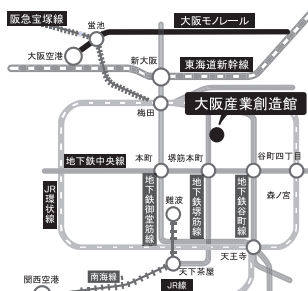 阪急宝塚線
蛍池
大阪モノレール
大阪空港
新大阪
東海道新幹線
梅田
大阪産業創造館
地下鉄中央線
本町
堺筋本町
谷町四丁目
JR環状線
地下鉄御堂筋線
難波
地下鉄堺筋線
地下鉄谷町線
森ノ宮
天王寺
関西空港
南海線
天下茶屋
JR線